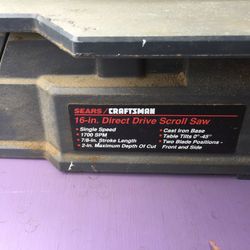 SEARS / CRAFTSMAN
16-in. Direct Drive Scroll Saw
• Single Speed
• 1700 SPM
• 7/8-in. Stroke Length
• 2-in. Maximum Depth Of Cut
• Cast Iron Base
• Table Tilts 0°-45°
• Two Blade Positions -
Front and Side